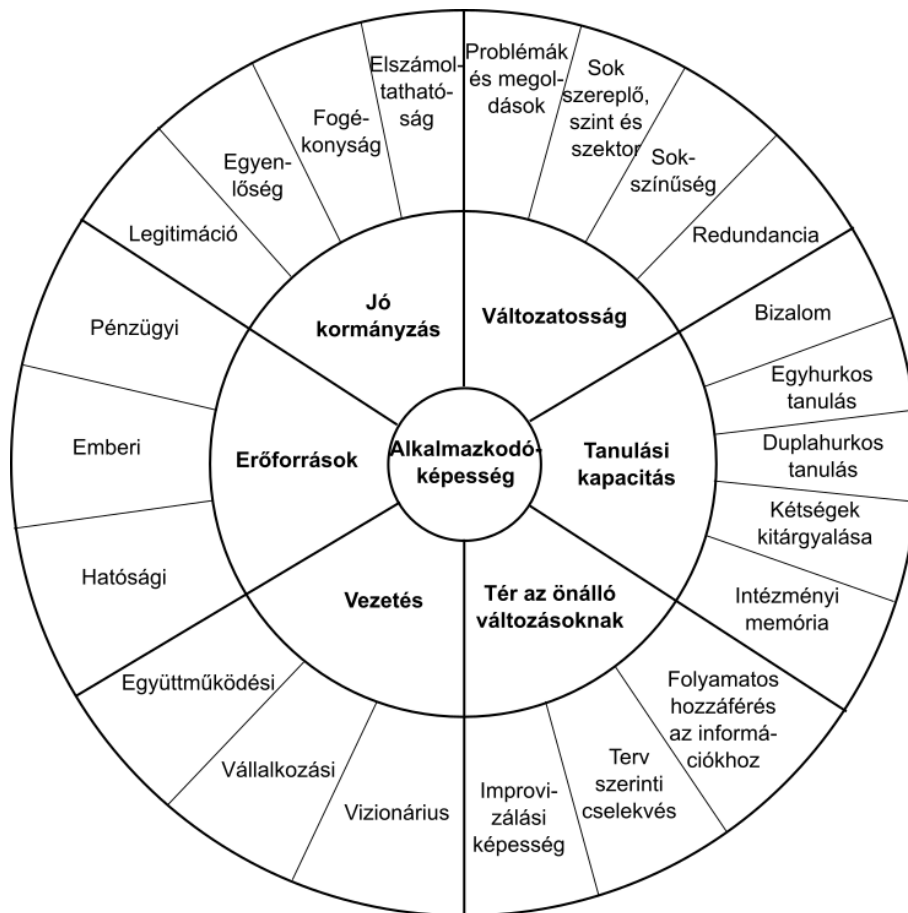 Problémák
és megol-
dások
Sok
szereplő,
szint és
szektor
Sok-
színűség
Redundancia
Bizalom
Egyhurkos
tanulás
Duplahurkos
tanulás
Kétségek
kitárgyalása
Intézményi
memória
Folyamatos
hozzáférés
az informá-
ciókhoz
Terv
szerinti
cselekvés
Improvi-
zálási
képesség
Vizionárius
Vállalkozási
Együttműködési
Hatósági
Emberi
Pénzügyi
Legitimáció
Egyen-
lőség
Fogé-
konyság
Elszámol-
tatható-
ság
Jó
kormányzás
Változatosság
Tanulási
kapacitás
Tér az önálló
változásoknak
Vezetés
Erőforrások
Alkalmazkodó-
képesség